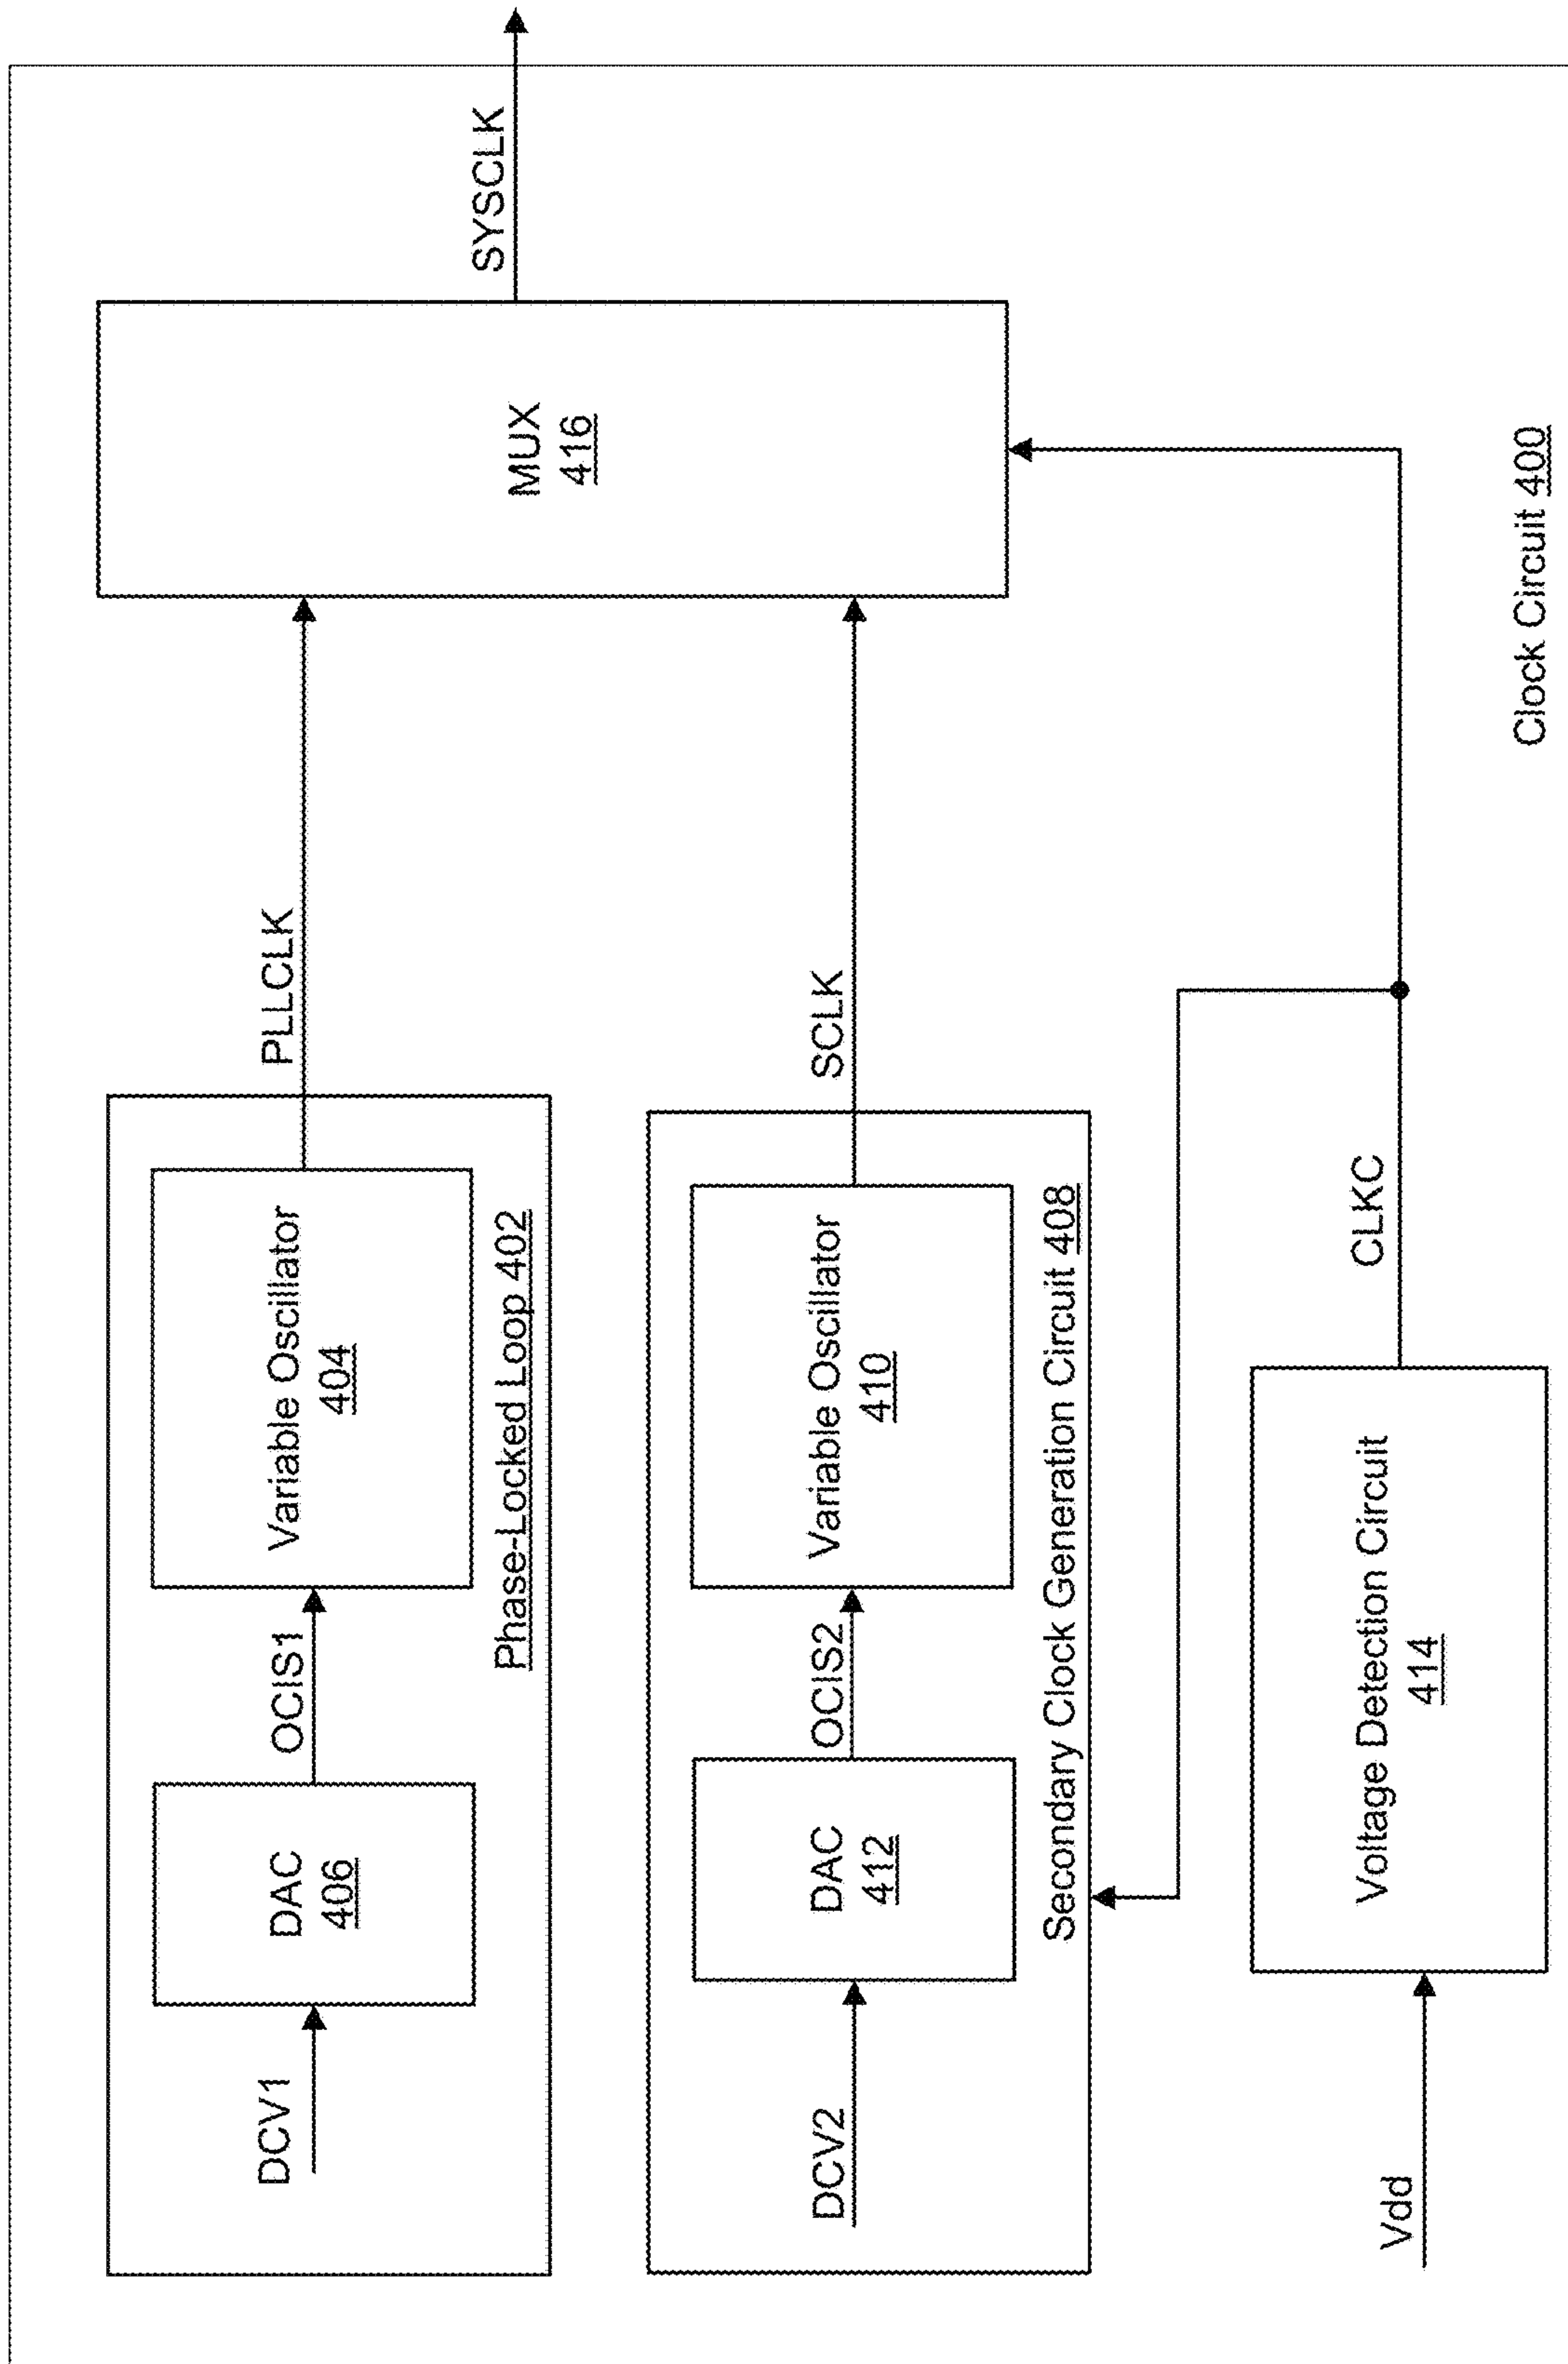 DCV1
DAC
406
OCIS1
Variable Oscillator
404
Phase-Locked Loop 402
PLLCLK
DCV2
DAC
412
OCIS2
Variable Oscillator
410
Secondary Clock Generation Circuit 408
SCLK
MUX
416
SYSCLK
Vdd
Voltage Detection Circuit
414
CLKC
Clock Circuit 400